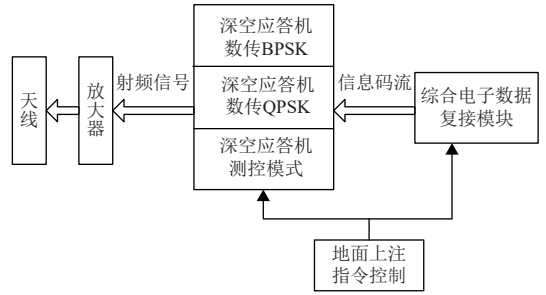 天
线
放
大
器
射频信号
深空应答机
数传BPSK
深空应答机
数传QPSK
深空应答机
测控模式
信息码流
综合电子数据
复接模块
地面上注
指令控制